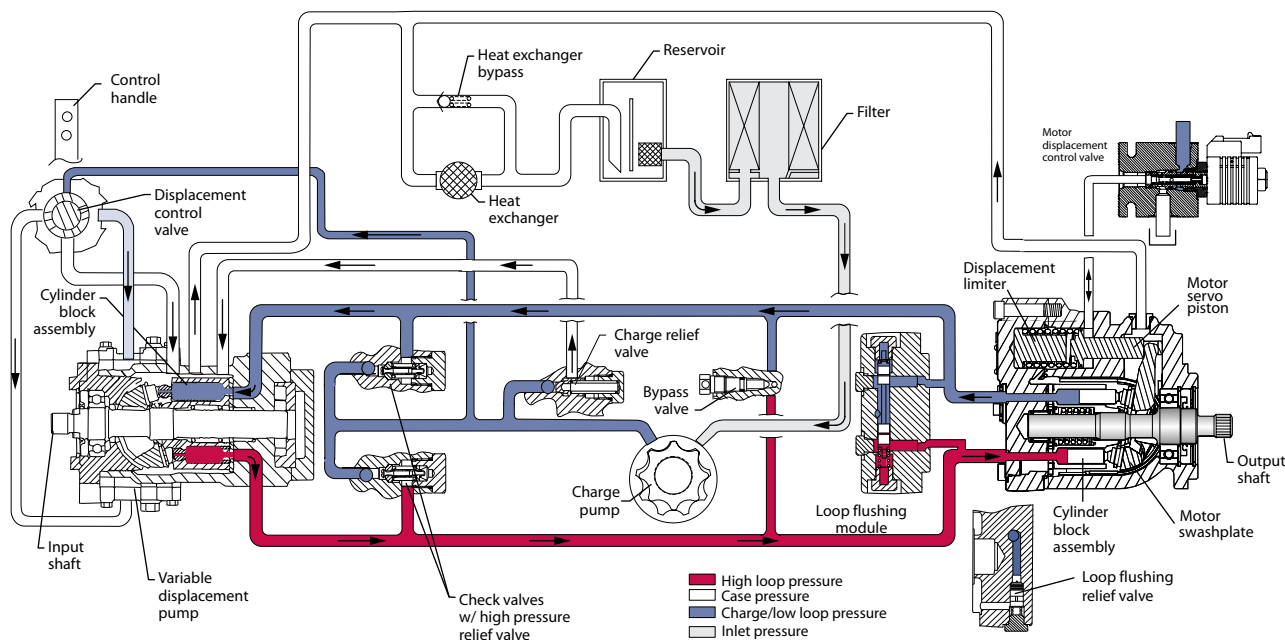 Control
handle
Heat exchanger
bypass
Reservoir
Filter
Motor
displacement
control valve
Displacement
control
valve
Heat
exchanger
Cylinder
block
assembly
Displacement
limiter
Motor
servo
piston
Charge relief
valve
Bypass
valve
Charge
pump
Loop flushing
module
Output
shaft
Cylinder
block
assembly
Motor
swashplate
Input
shaft
Variable
displacement
pump
Check valves
w/ high pressure
relief valve
High loop pressure
Case pressure
Charge/low loop pressure
Inlet pressure
Loop flushing
relief valve